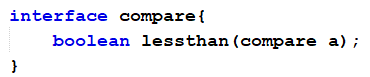 interface compare{
    boolean lessthan(compare a);
}